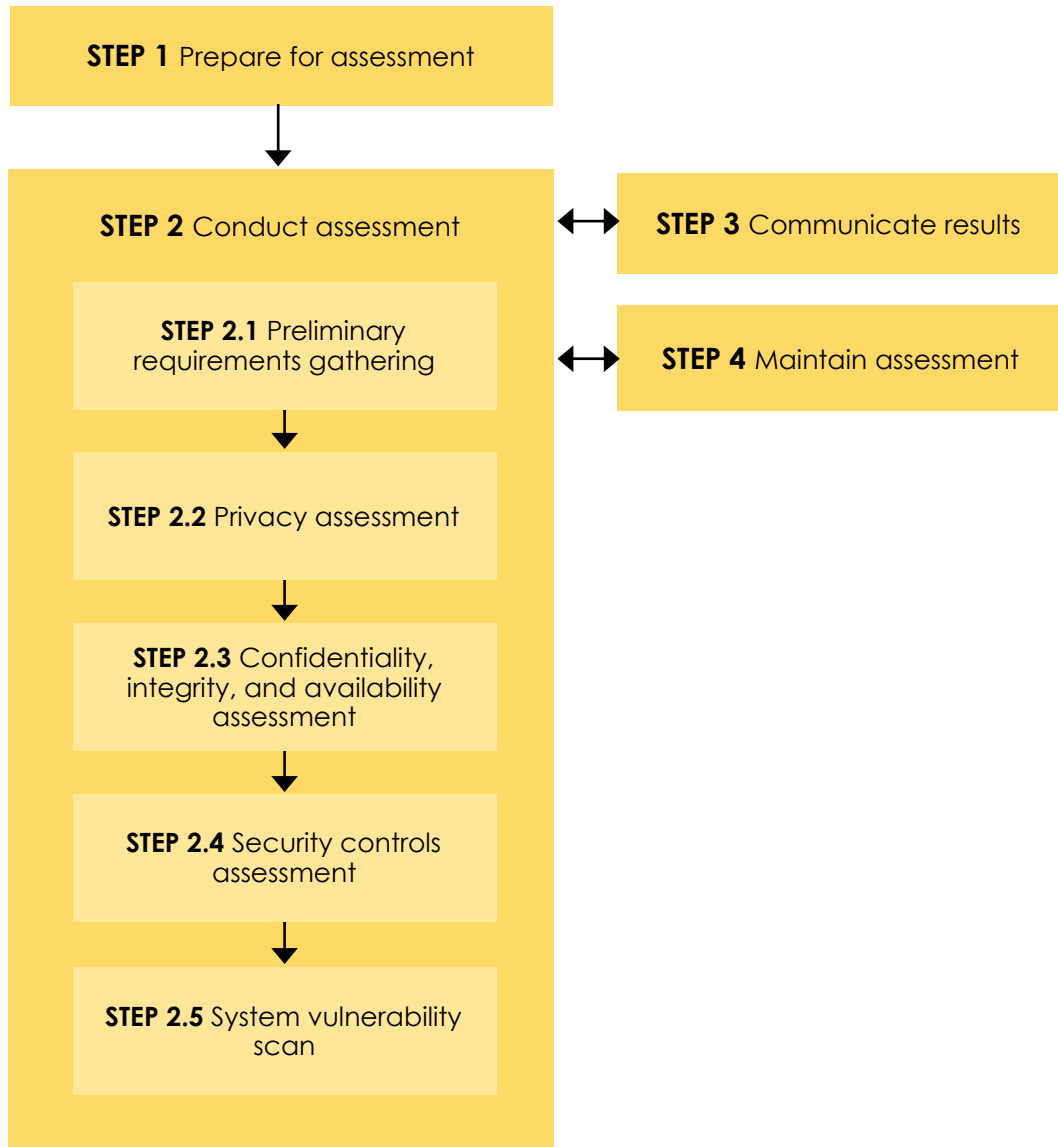 STEP 1 Prepare for assessment
STEP 2 Conduct assessment
STEP 3 Communicate results
STEP 2.1 Preliminary
requirements gathering
STEP 4 Maintain assessment
STEP 2.2 Privacy assessment
STEP 2.3 Confidentiality,
integrity, and availability
assessment
STEP 2.4 Security controls
assessment
STEP 2.5 System vulnerability
scan